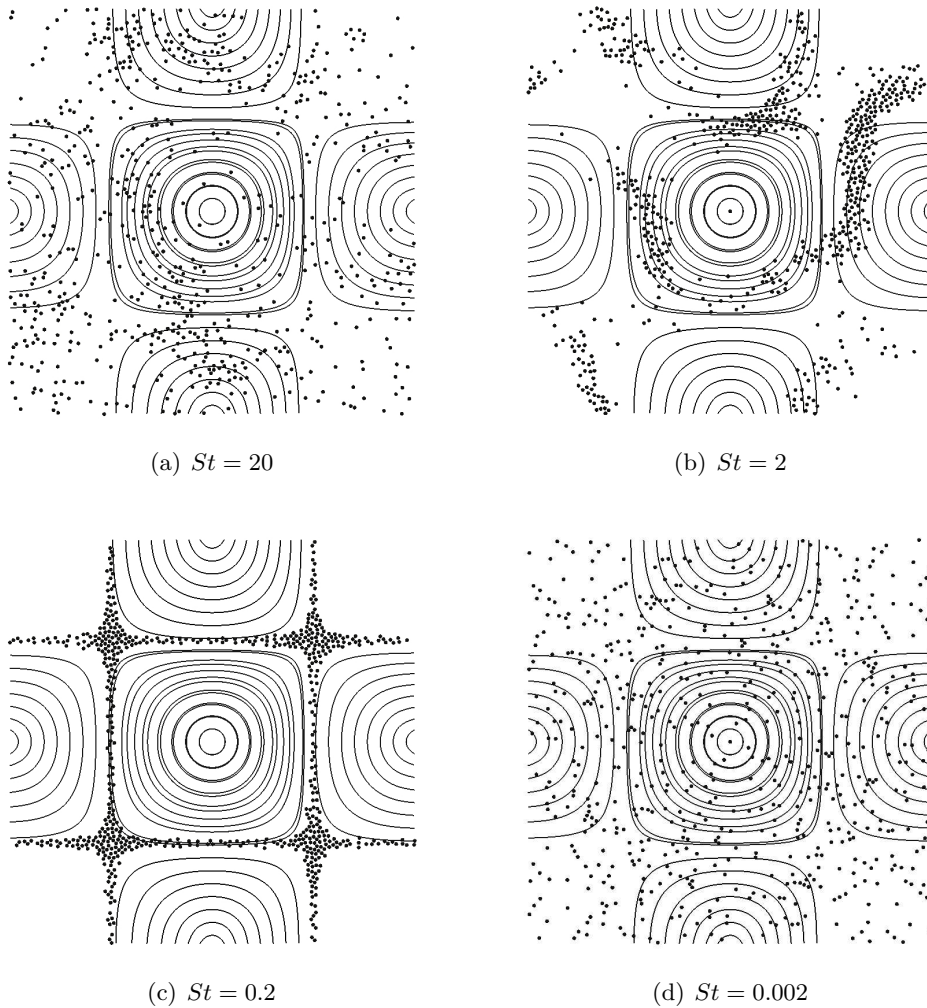 (a) St = 20
(b) St = 2
(c) St = 0.2
(d) St = 0.002